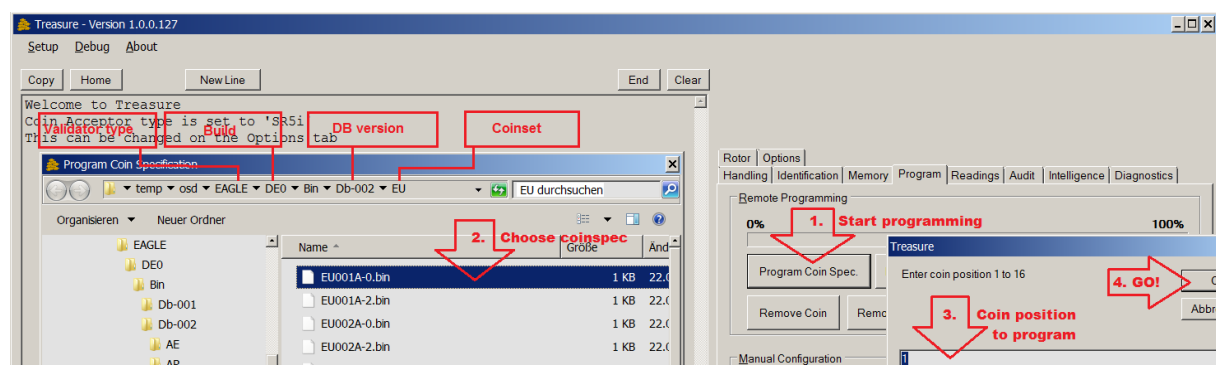 Treasure - Version 1.0.0.127
Setup Debug About
Copy Home New Line End Clear
Welcome to Treasure
Coin Acceptor type is set to 'SR5i
This can be changed on the Options tab
Validator type Build DB version Coinset
Program Coin Specification
temp osd EAGLE DE0 Bin Db-002 EU
EU durchsuchen
Organisieren Neuer Ordner
EAGLE
DE0
Bin
Db-001
Db-002
AE
AR
Name Größe Änd
2. Choose coinspec
EU001A-0.bin 1 KB 22.0
EU001A-2.bin 1 KB 22.0
EU002A-0.bin 1 KB 22.0
EU002A-2.bin 1 KB 22.0
Rotor Options
Handling Identification Memory Program Readings Audit Intelligence Diagnostics
Remote Programming
0% 1. Start programming 100%
Program Coin Spec.
Remove Coin Remo
Manual Configuration
Treasure
Enter coin position 1 to 16
4. GO!
Abbr
3. Coin position
to program
1